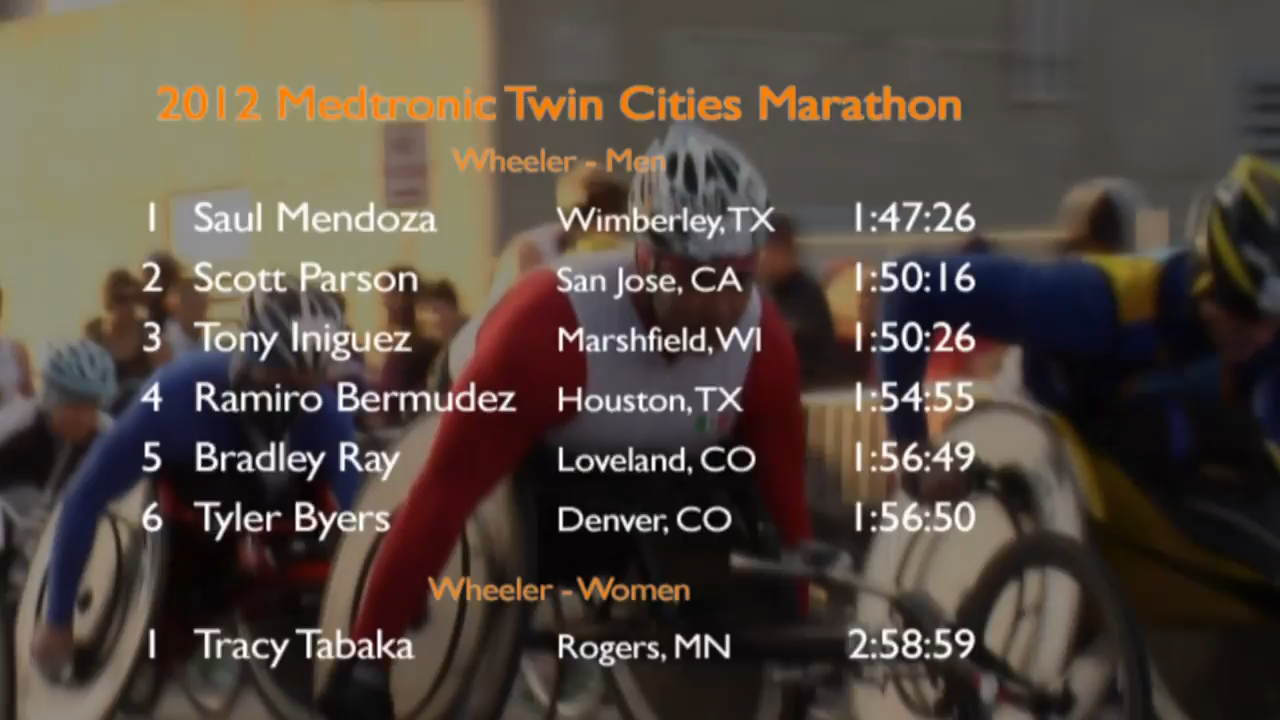 2012 Medtronic Twin Cities Marathon
Wheeler - Men
1 Saul Mendoza Wimberley, TX 1:47:26
2 Scott Parson San Jose, CA 1:50:16
3 Tony Iniguez Marshfield, WI 1:50:26
4 Ramiro Bermudez Houston, TX 1:54:55
5 Bradley Ray Loveland, CO 1:56:49
6 Tyler Byers Denver, CO 1:56:50
Wheeler - Women
1 Tracy Tabaka Rogers, MN 2:58:59